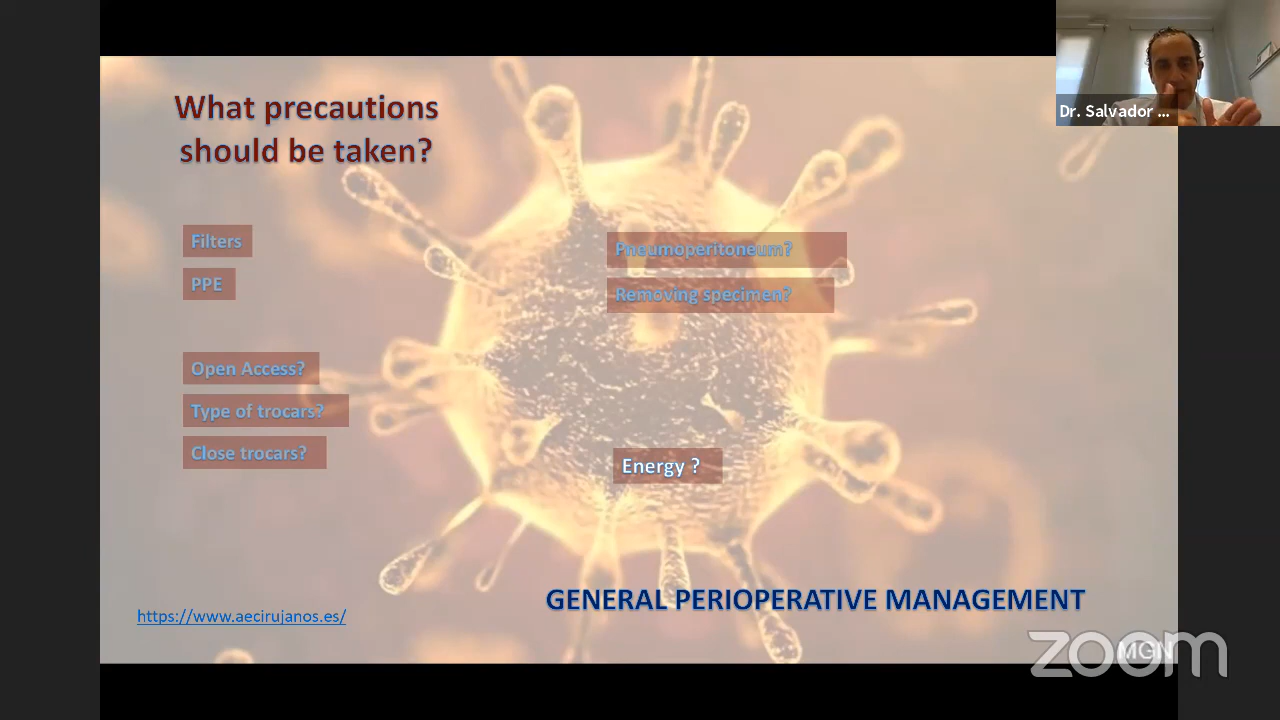 What precautions
should be taken?
Dr. Salvador ...
Filters
PPE
Pneumoperitoneum?
Removing specimen?
Open Access?
Type of trocars?
Close trocars?
Energy ?
GENERAL PERIOPERATIVE MANAGEMENT
https://www.aecirujanos.es/
MGN
zoom